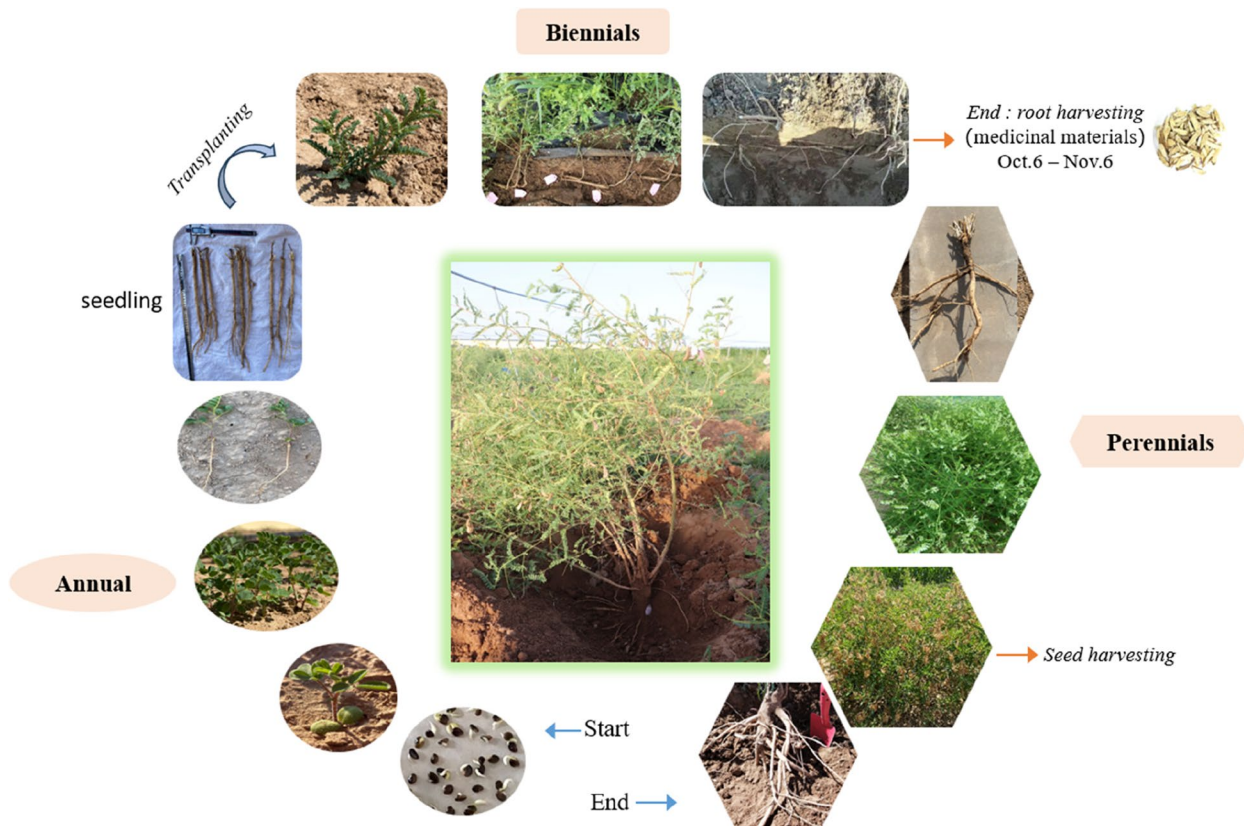 Biennials
Transplanting
End : root harvesting
(medicinal materials)
Oct.6 – Nov.6
seedling
Perennials
Annual
Seed harvesting
Start
End